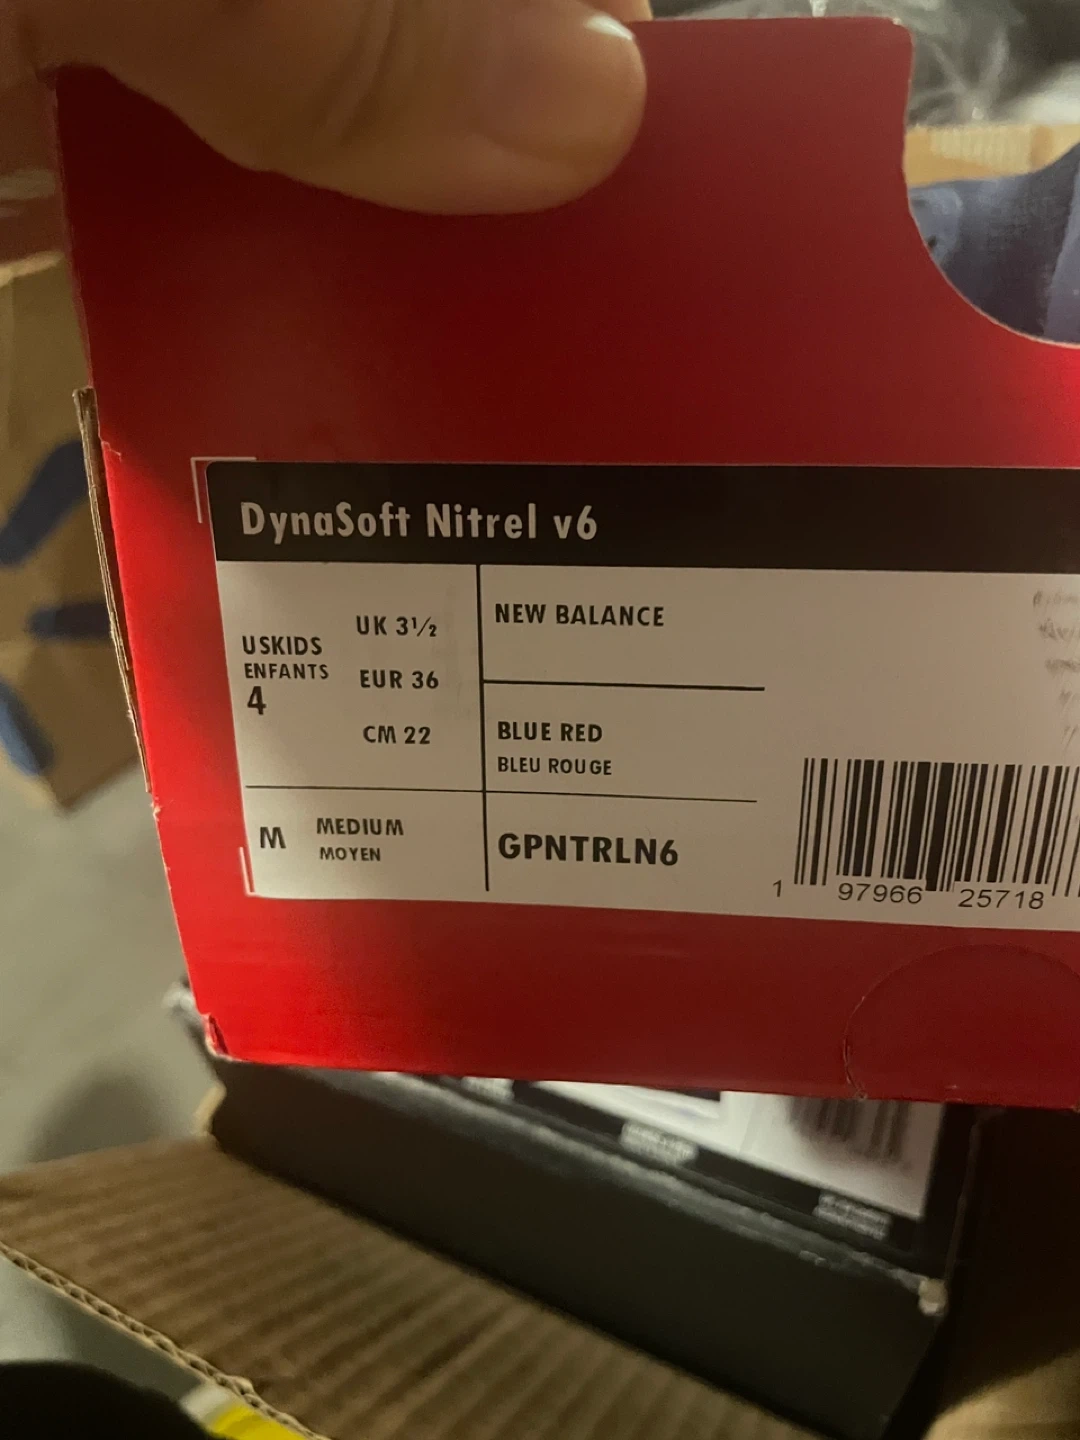 DynaSoft Nitrel v6
USKIDS
ENFANTS
4
UK 3½
EUR 36
CM 22
NEW BALANCE
BLUE RED
BLEU ROUGE
M MEDIUM
MOYEN
GPNTRLN6
1 97966 25718